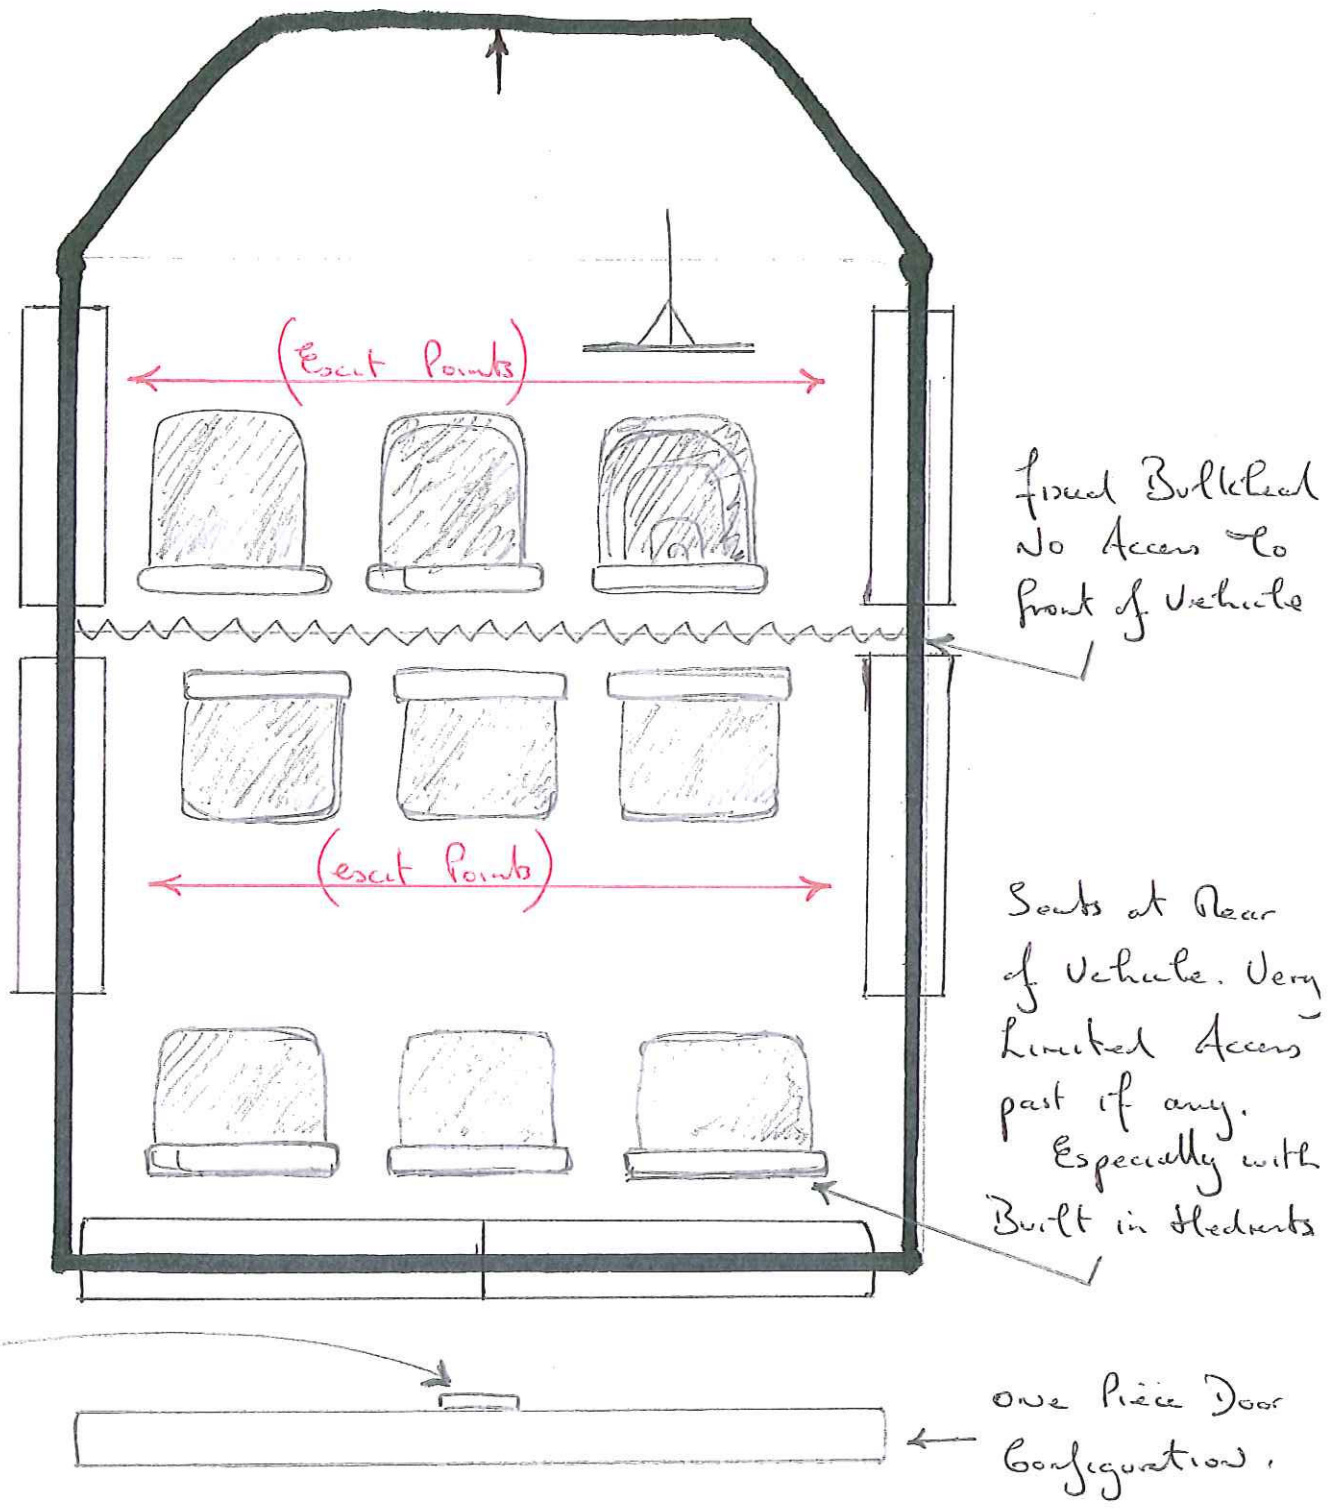 (Exit Points)
fixed Bulkhead
No Access to
front of Vehicle
(exit Points)
Seats at Rear
of Vehicle. Very
Limited Access
past if any.
Especially with
Built in Hedrests
One Piece Door
Configuration.